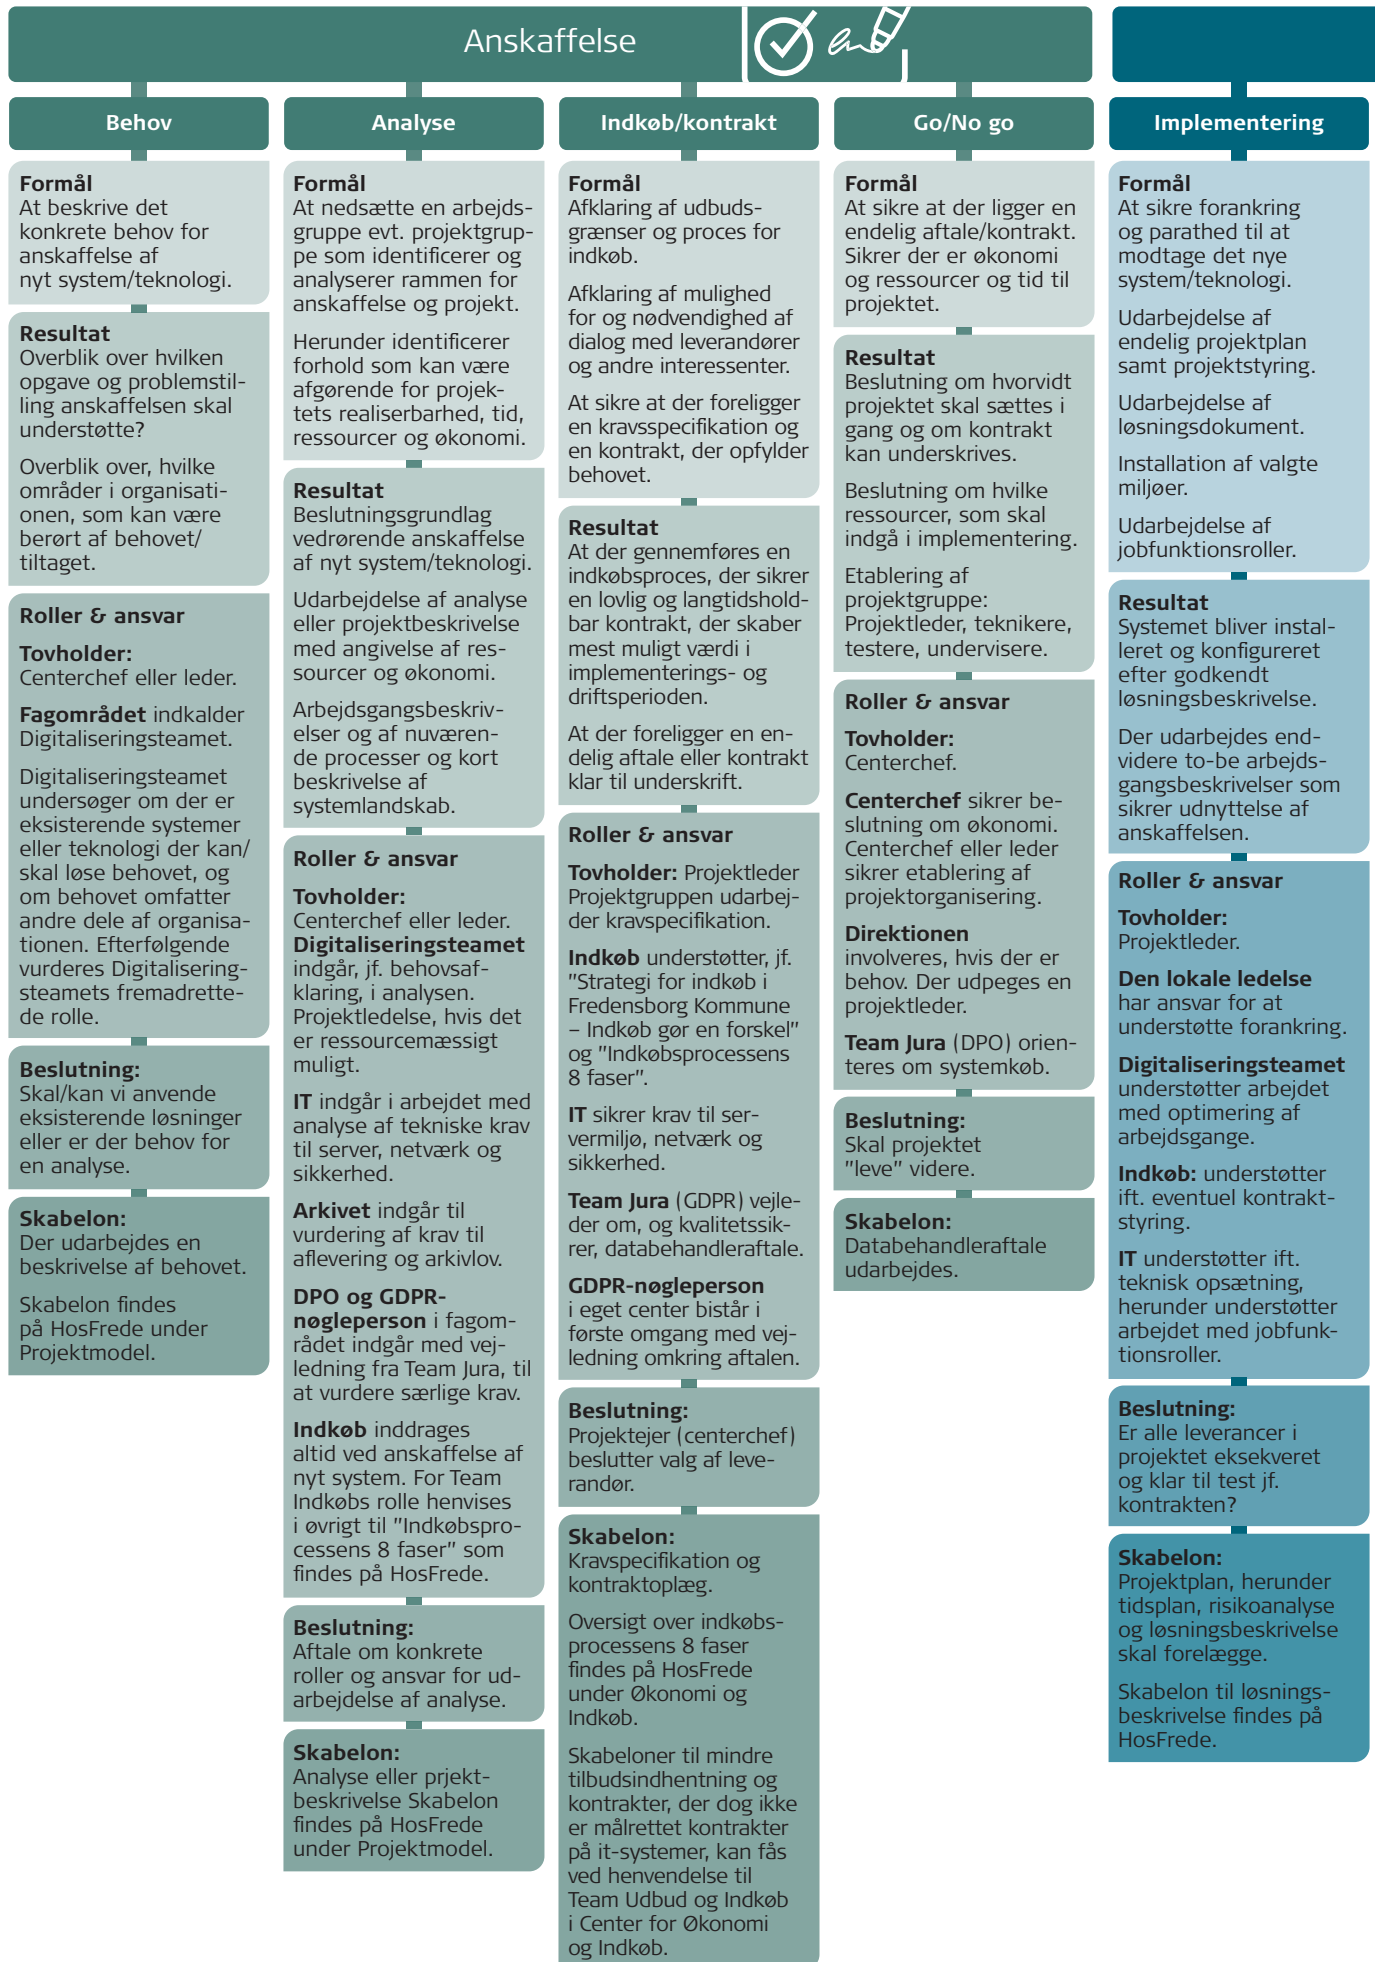 Anskaffelse
Behov
Formål
At beskrive det
konkrete behov for
anskaffelse af
nyt system/teknologi.
Resultat
Overblik over hvilken
opgave og problemstil-
ling anskaffelsen skal
understøtte?
Overblik over, hvilke
områder i organisati-
onen, som kan være
berørt af behovet/
tiltaget.
Roller & ansvar
Tovholder:
Centerchef eller leder.
Fagområdet indkalder
Digitaliseringsteamet.
Digitaliseringsteamet
undersøger om der er
eksisterende systemer
eller teknologi der kan/
skal løse behovet, og
om behovet omfatter
andre dele af organisa-
tionen. Efterfølgende
vurderes Digitalisering-
steamets fremadrette-
de rolle.
Beslutning:
Skal/kan vi anvende
eksisterende løsninger
eller er der behov for
en analyse.
Skabelon:
Der udarbejdes en
beskrivelse af behovet.
Skabelon findes
på HosFrede under
Projektmodel.
Analyse
Formål
At nedsætte en arbejds-
gruppe evt. projektgrup-
pe som identificerer og
analyserer rammen for
anskaffelse og projekt.
Herunder identificerer
forhold som kan være
afgørende for projek-
tets realiserbarhed, tid,
ressourcer og økonomi.
Resultat
Beslutningsgrundlag
vedrørende anskaffelse
af nyt system/teknologi.
Udarbejdelse af analyse
eller projektbeskrivelse
med angivelse af res-
sourcer og økonomi.
Arbejdsgangsbeskriv-
elser og af nuværen-
de processer og kort
beskrivelse af
systemlandskab.
Roller & ansvar
Tovholder:
Centerchef eller leder.
Digitaliseringsteamet
indgår, jf. behovsaf-
klaring, i analysen.
Projektledelse, hvis det
er ressourcemæssigt
muligt.
IT indgår i arbejdet med
analyse af tekniske krav
til server, netværk og
sikkerhed.
Arkivet indgår til
vurdering af krav til
aflevering og arkivlov.
DPO og GDPR-
nøgleperson i fagom-
rådet indgår med vej-
ledning fra Team Jura, til
at vurdere særlige krav.
Indkøb inddrages
altid ved anskaffelse af
nyt system. For Team
Indkøbs rolle henvises
i øvrigt til ”Indkøbspro-
cessens 8 faser” som
findes på HosFrede.
Beslutning:
Aftale om konkrete
roller og ansvar for ud-
arbejdelse af analyse.
Skabelon:
Analyse eller prjekt-
beskrivelse Skabelon
findes på HosFrede
under Projektmodel.
Indkøb/kontrakt
Formål
Afklaring af udbuds-
grænser og proces for
indkøb.
Afklaring af mulighed
for og nødvendighed af
dialog med leverandører
og andre interessenter.
At sikre at der foreligger
en kravsspecifikation og
en kontrakt, der opfylder
behovet.
Resultat
At der gennemføres en
indkøbsproces, der sikrer
en lovlig og langtidshold-
bar kontrakt, der skaber
mest muligt værdi i
implementerings- og
driftsperioden.
At der foreligger en en-
delig aftale eller kontrakt
klar til underskrift.
Roller & ansvar
Tovholder: Projektleder
Projektgruppen udarbej-
der kravspecifikation.
Indkøb understøtter, jf.
”Strategi for indkøb i
Fredensborg Kommune
– Indkøb gør en forskel”
og ”Indkøbsprocessens
8 faser”.
IT sikrer krav til ser-
vermiljø, netværk og
sikkerhed.
Team Jura (GDPR) vejle-
der om, og kvalitetssik-
rer, databehandleraftale.
GDPR-nøgleperson
i eget center bistår i
første omgang med vej-
ledning omkring aftalen.
Beslutning:
Projektejer (centerchef)
beslutter valg af leve-
randør.
Skabelon:
Kravspecifikation og
kontraktoplæg.
Oversigt over indkøbs-
processens 8 faser
findes på HosFrede
under Økonomi og
Indkøb.
Skabeloner til mindre
tilbudsindhentning og
kontrakter, der dog ikke
er målrettet kontrakter
på it-systemer, kan fås
ved henvendelse til
Team Udbud og Indkøb
i Center for Økonomi
og Indkøb.
Go/No go
Formål
At sikre at der ligger en
endelig aftale/kontrakt.
Sikrer der er økonomi
og ressourcer og tid til
projektet.
Resultat
Beslutning om hvorvidt
projektet skal sættes i
gang og om kontrakt
kan underskrives.
Beslutning om hvilke
ressourcer, som skal
indgå i implementering.
Etablering af
projektgruppe:
Projektleder, teknikere,
testere, undervisere.
Roller & ansvar
Tovholder:
Centerchef.
Centerchef sikrer be-
slutning om økonomi.
Centerchef eller leder
sikrer etablering af
projektorganisering.
Direktionen
involveres, hvis der er
behov. Der udpeges en
projektleder.
Team Jura (DPO) orien-
teres om systemkøb.
Beslutning:
Skal projektet
”leve” videre.
Skabelon:
Databehandleraftale
udarbejdes.
Implementering
Formål
At sikre forankring
og parathed til at
modtage det nye
system/teknologi.
Udarbejdelse af
endelig projektplan
samt projektstyring.
Udarbejdelse af
løsningsdokument.
Installation af valgte
miljøer.
Udarbejdelse af
jobfunktionsroller.
Resultat
Systemet bliver instal-
leret og konfigureret
efter godkendt
løsningsbeskrivelse.
Der udarbejdes end-
videre to-be arbejds-
gangsbeskrivelser som
sikrer udnyttelse af
anskaffelsen.
Roller & ansvar
Tovholder:
Projektleder.
Den lokale ledelse
har ansvar for at
understøtte forankring.
Digitaliseringsteamet
understøtter arbejdet
med optimering af
arbejdsgange.
Indkøb: understøtter
ift. eventuel kontrakt-
styring.
IT understøtter ift.
teknisk opsætning,
herunder understøtter
arbejdet med jobfunk-
tionsroller.
Beslutning:
Er alle leverancer i
projektet eksekveret
og klar til test jf.
kontrakten?
Skabelon:
Projektplan, herunder
tidsplan, risikoanalyse
og løsningsbeskrivelse
skal forelægge.
Skabelon til løsnings-
beskrivelse findes på
HosFrede.